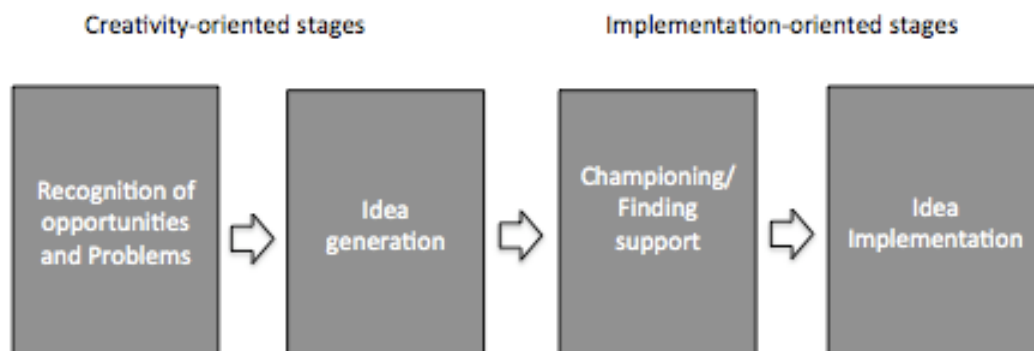 Creativity-oriented stages
Implementation-oriented stages
Recognition of
opportunities
and Problems
Idea
generation
Championing/
Finding
support
Idea
Implementation